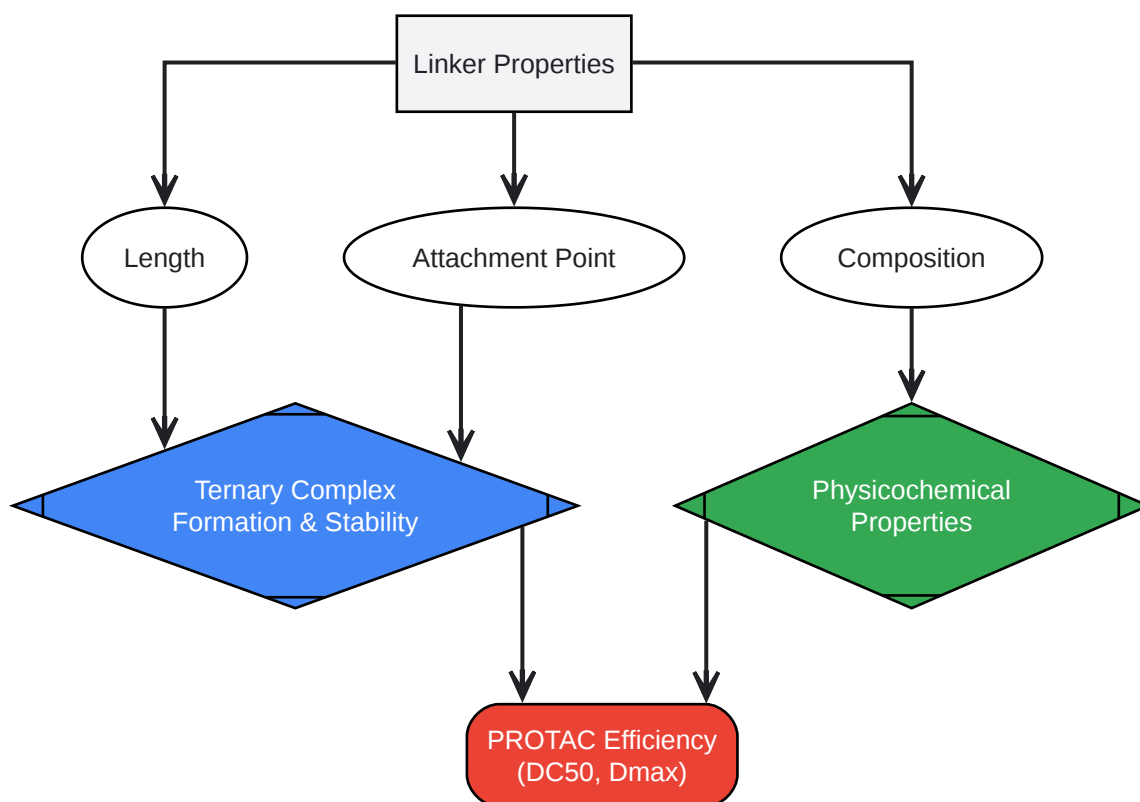 Linker Properties
Length
Attachment Point
Composition
Ternary Complex
Formation & Stability
Physicochemical
Properties
PROTAC Efficiency
(DC50, Dmax)